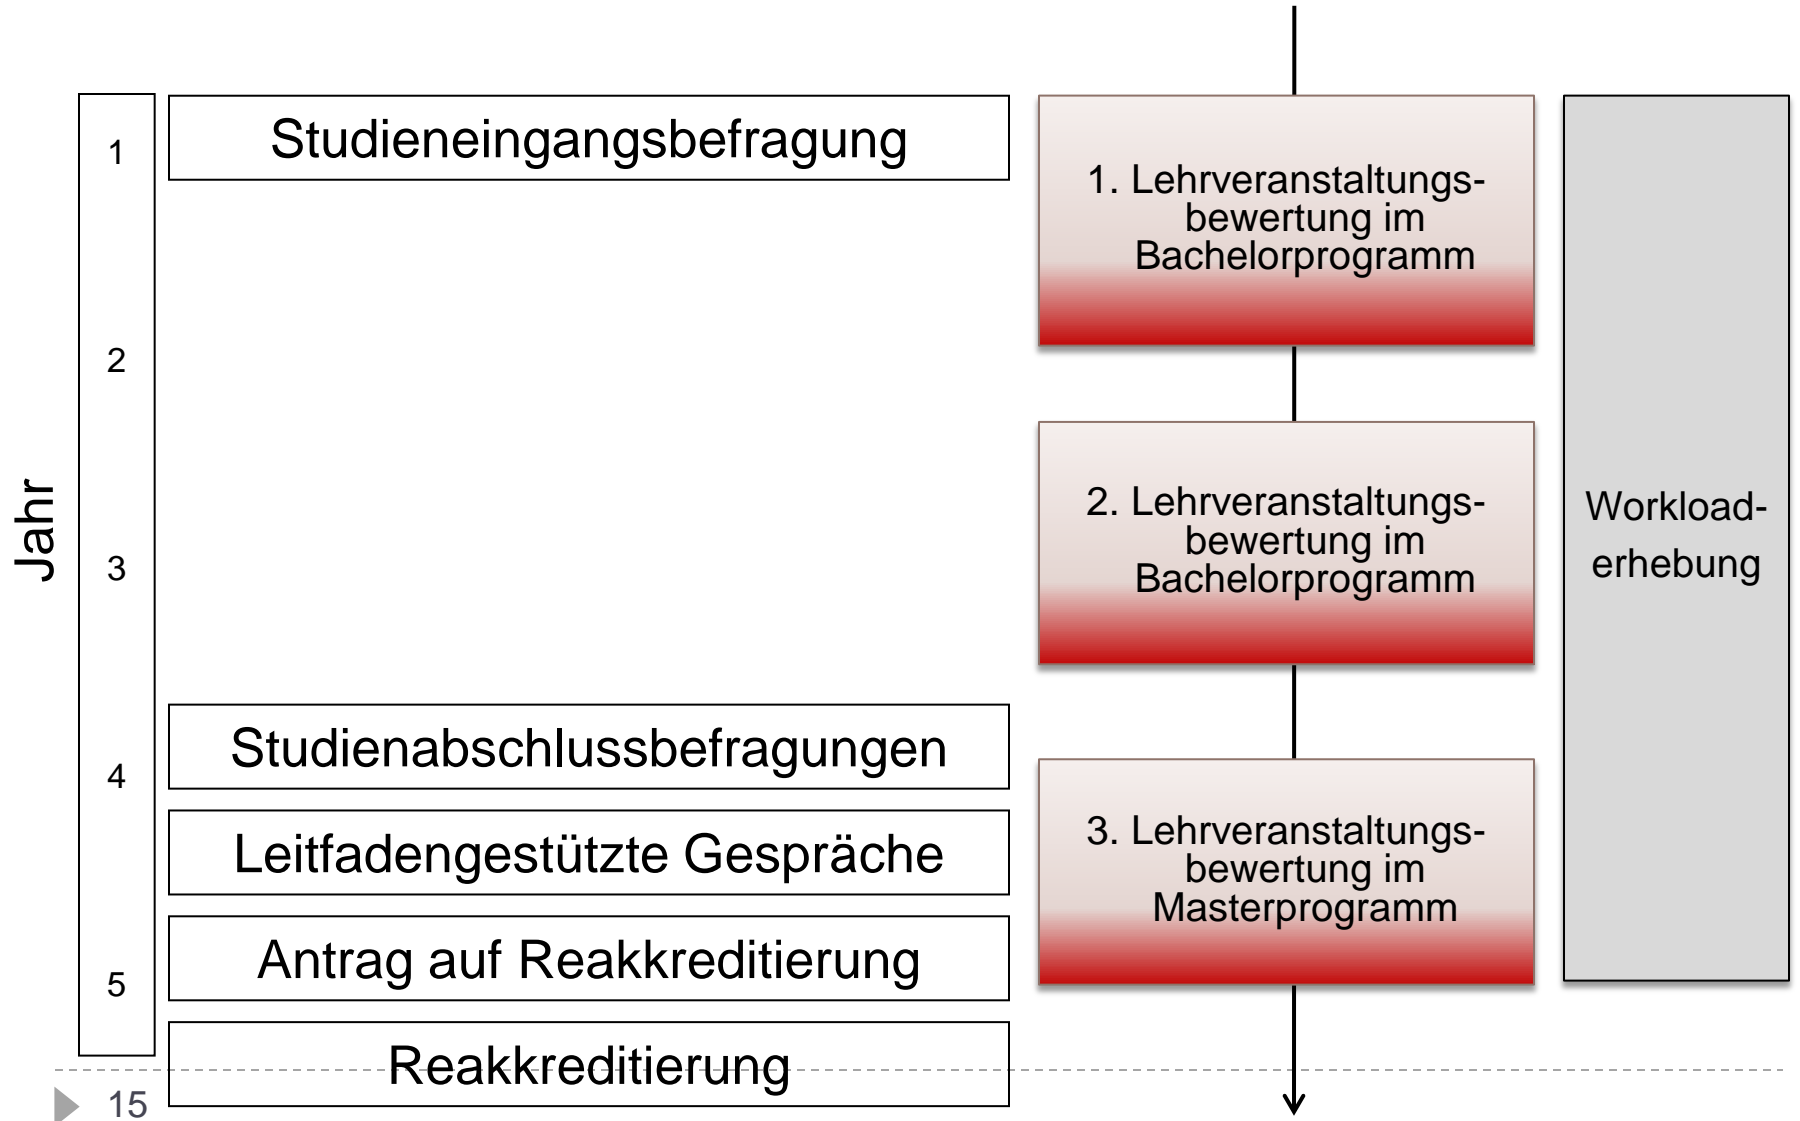 Jahr
1
2
3
4
5
Studieneingangsbefragung
Studienabschlussbefragungen
Leitfadengestützte Gespräche
Antrag auf Reakkreditierung
Reakkreditierung
1. Lehrveranstaltungs-
bewertung im
Bachelorprogramm
2. Lehrveranstaltungs-
bewertung im
Bachelorprogramm
3. Lehrveranstaltungs-
bewertung im
Masterprogramm
Workload-
erhebung
15